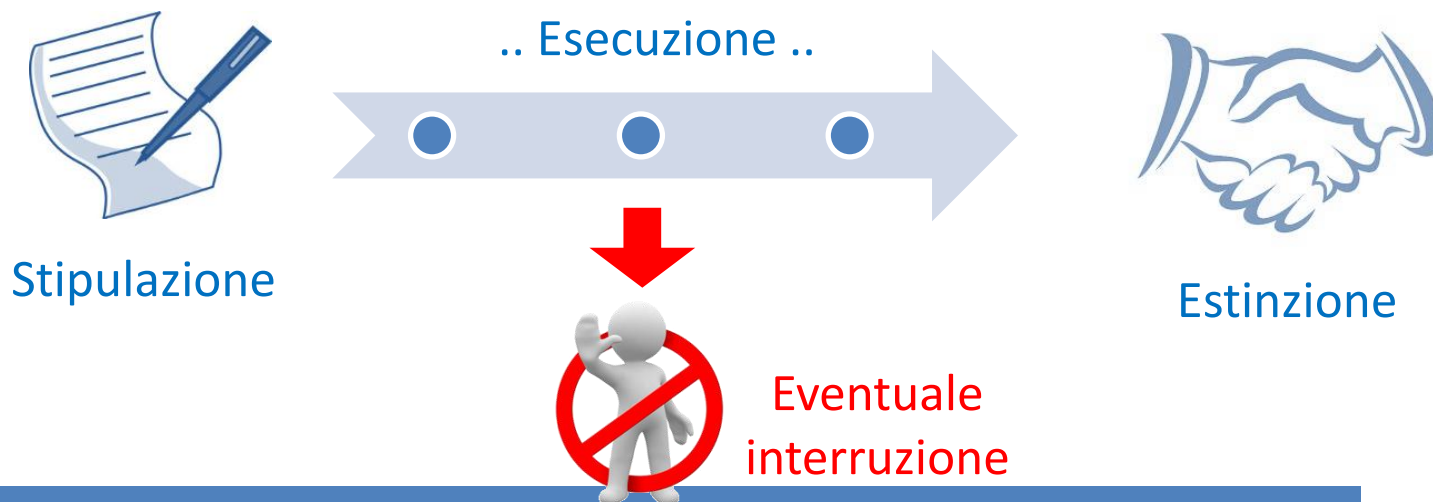 .. Esecuzione ..
Stipulazione
Estinzione
Eventuale
interruzione